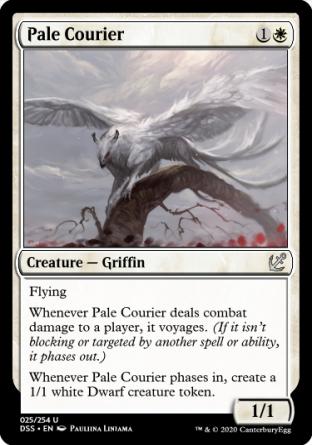 Pale Courier 1
Creature — Griffin
Flying
Whenever Pale Courier deals combat
damage to a player, it voyages. (If it isn't
blocking or targeted by another spell or ability,
it phases out.)
Whenever Pale Courier phases in, create a
1/1 white Dwarf creature token.
1/1
025/254 U
DSS • EN Pauliina Linjama
™ & © 2020 CanterburyEgg